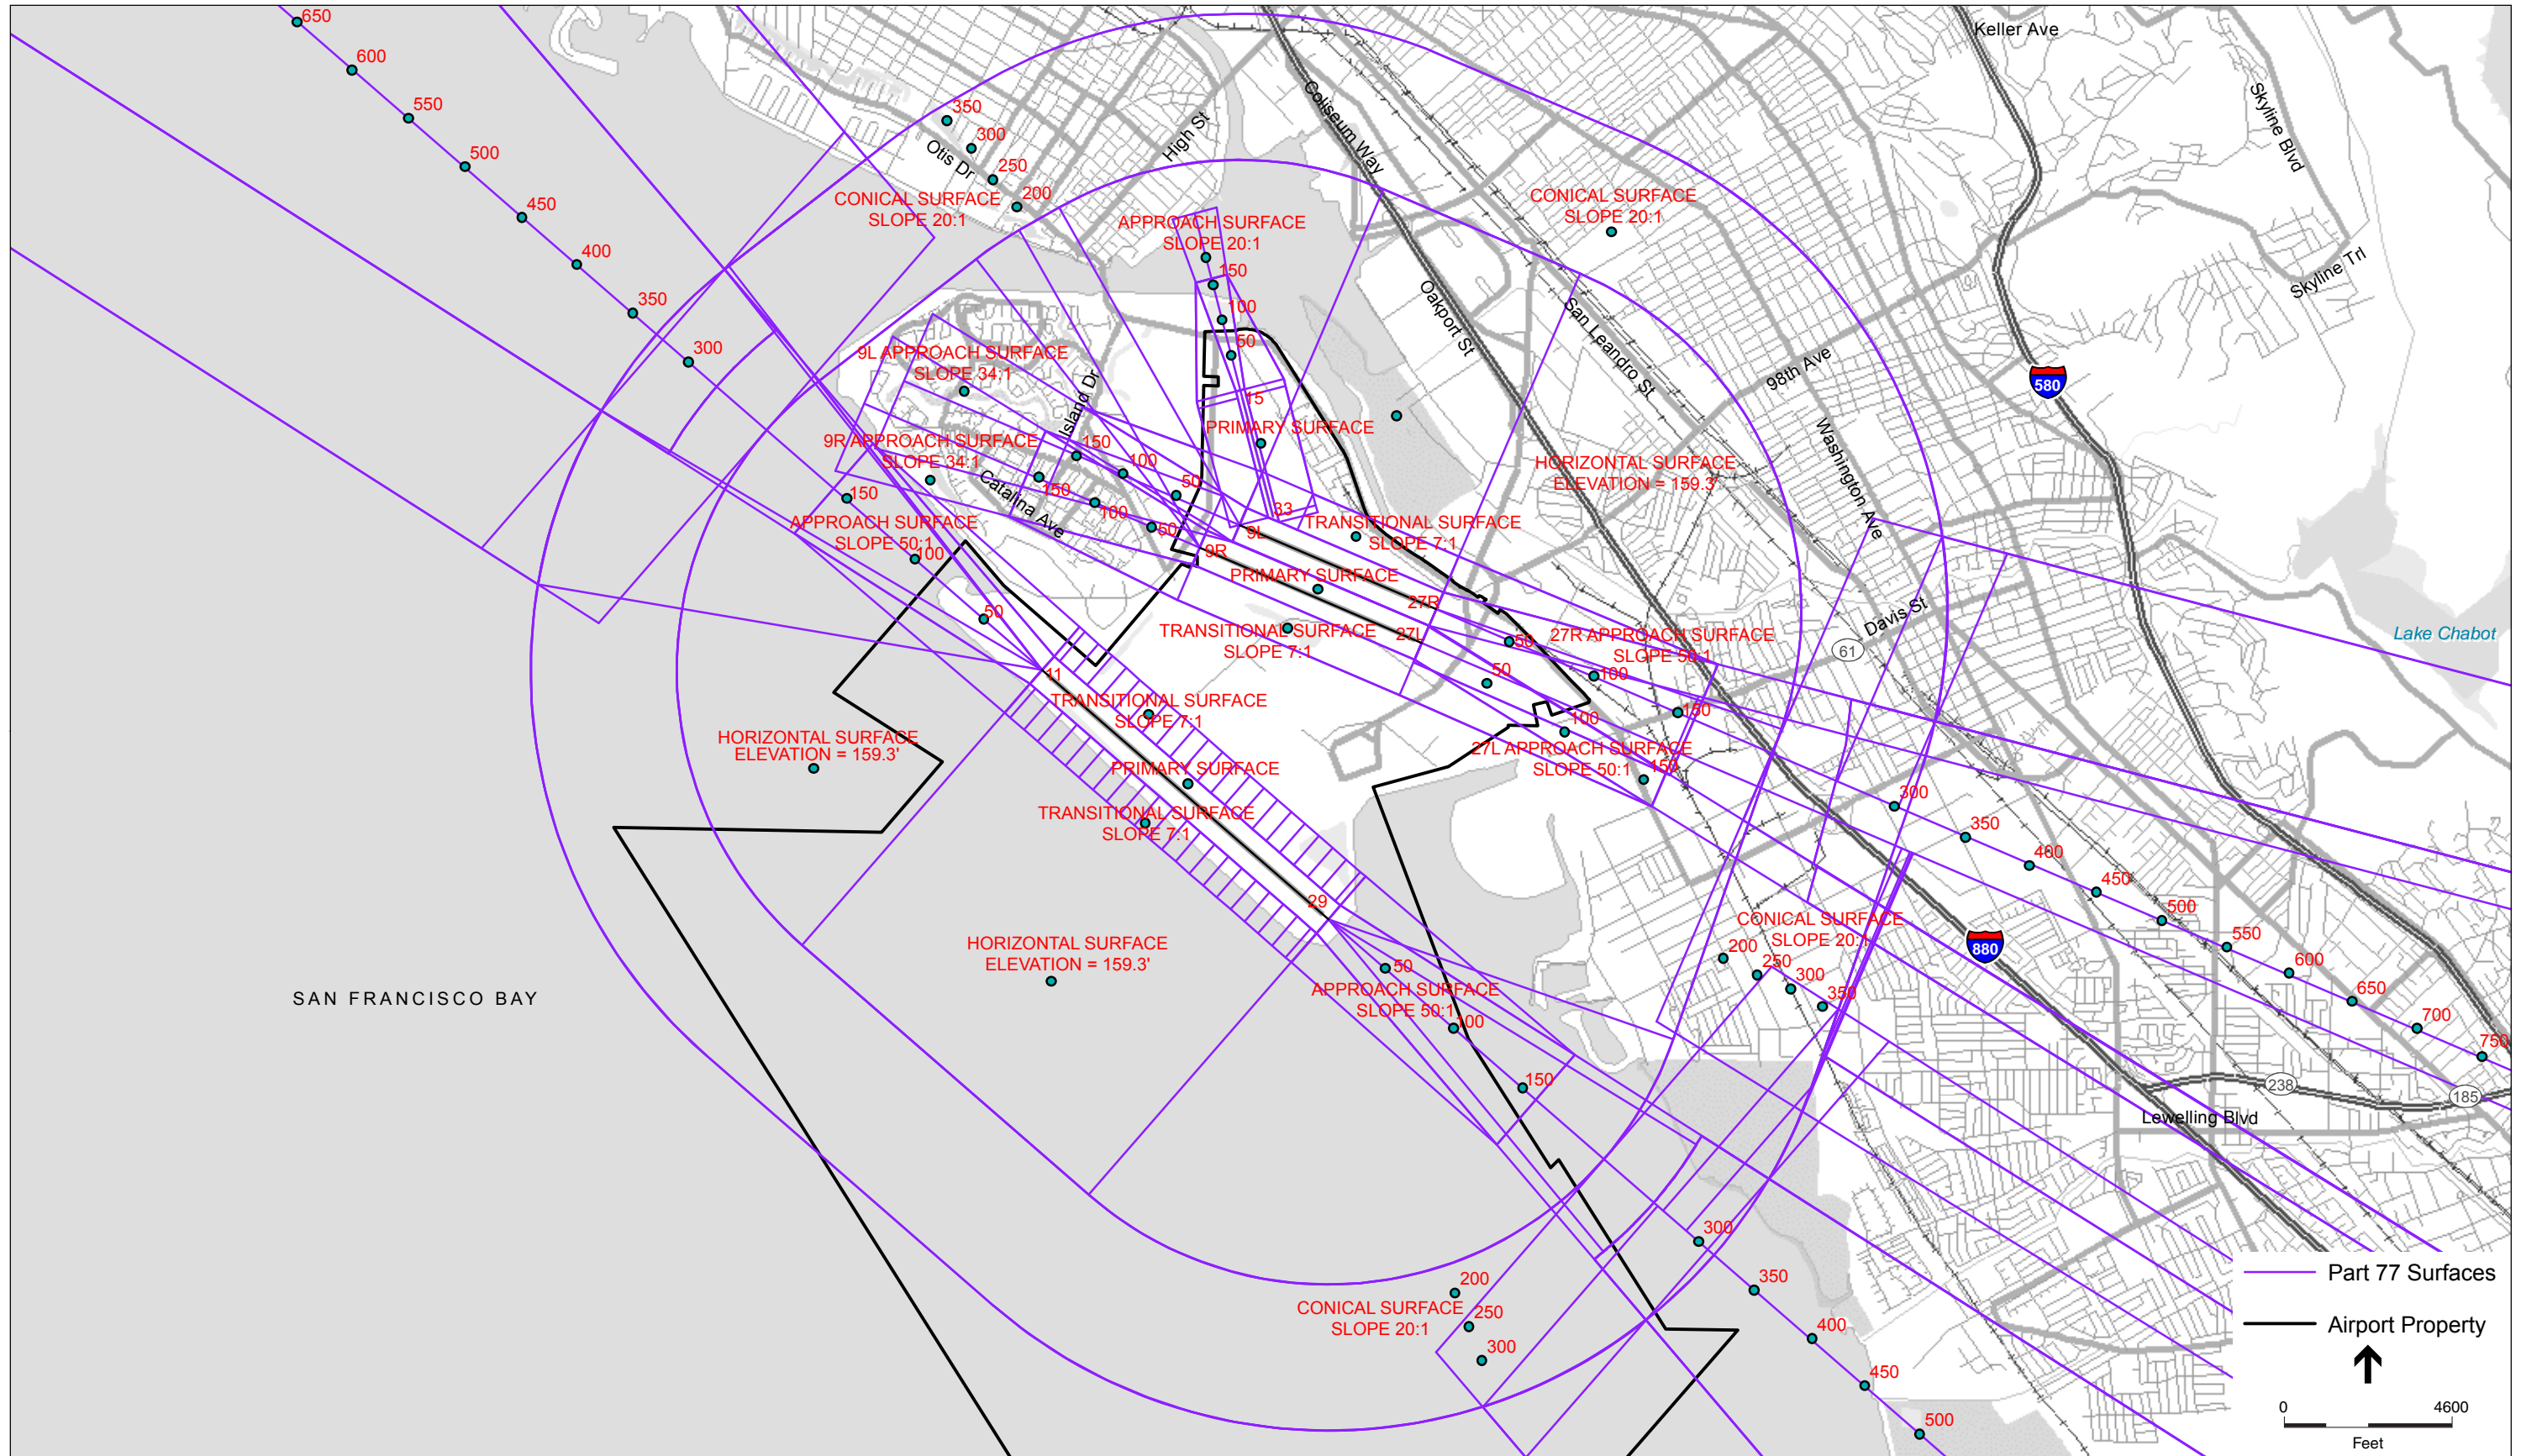 650
600
550
500
450
400
350
300
Keller Ave
Skyline Blvd
Skyline Trl
Coliseum Way
High St
Otis Dr
350
300
250
200
CONICAL SURFACE
SLOPE 20:1
APPROACH SURFACE
SLOPE 20:1
150
100
50
15
PRIMARY SURFACE
33
CONICAL SURFACE
SLOPE 20:1
Oakport St
San Leandro St
98th Ave
Washington Ave
580
9L APPROACH SURFACE
SLOPE 34:1
Island Dr
9R APPROACH SURFACE
SLOPE 34:1
150
100
50
Catalina Ave
150
100
50
150
APPROACH SURFACE
SLOPE 50:1
100
50
9L
9R
HORIZONTAL SURFACE
ELEVATION = 159.3'
TRANSITIONAL SURFACE
SLOPE 7:1
PRIMARY SURFACE
27R
27L
TRANSITIONAL SURFACE
SLOPE 7:1
50
27R APPROACH SURFACE
SLOPE 50:1
100
150
Davis St
61
Lake Chabot
50
100
27L APPROACH SURFACE
SLOPE 50:1
150
11
TRANSITIONAL SURFACE
SLOPE 7:1
HORIZONTAL SURFACE
ELEVATION = 159.3'
PRIMARY SURFACE
TRANSITIONAL SURFACE
SLOPE 7:1
29
300
350
400
450
500
550
600
650
700
750
CONICAL SURFACE
SLOPE 20:1
200
250
300
350
880
HORIZONTAL SURFACE
ELEVATION = 159.3'
SAN FRANCISCO BAY
50
APPROACH SURFACE
SLOPE 50:1
100
150
238
185
Lewelling Blvd
300
350
400
450
500
200
CONICAL SURFACE
SLOPE 20:1
250
300
Part 77 Surfaces
Airport Property
0 4600
Feet